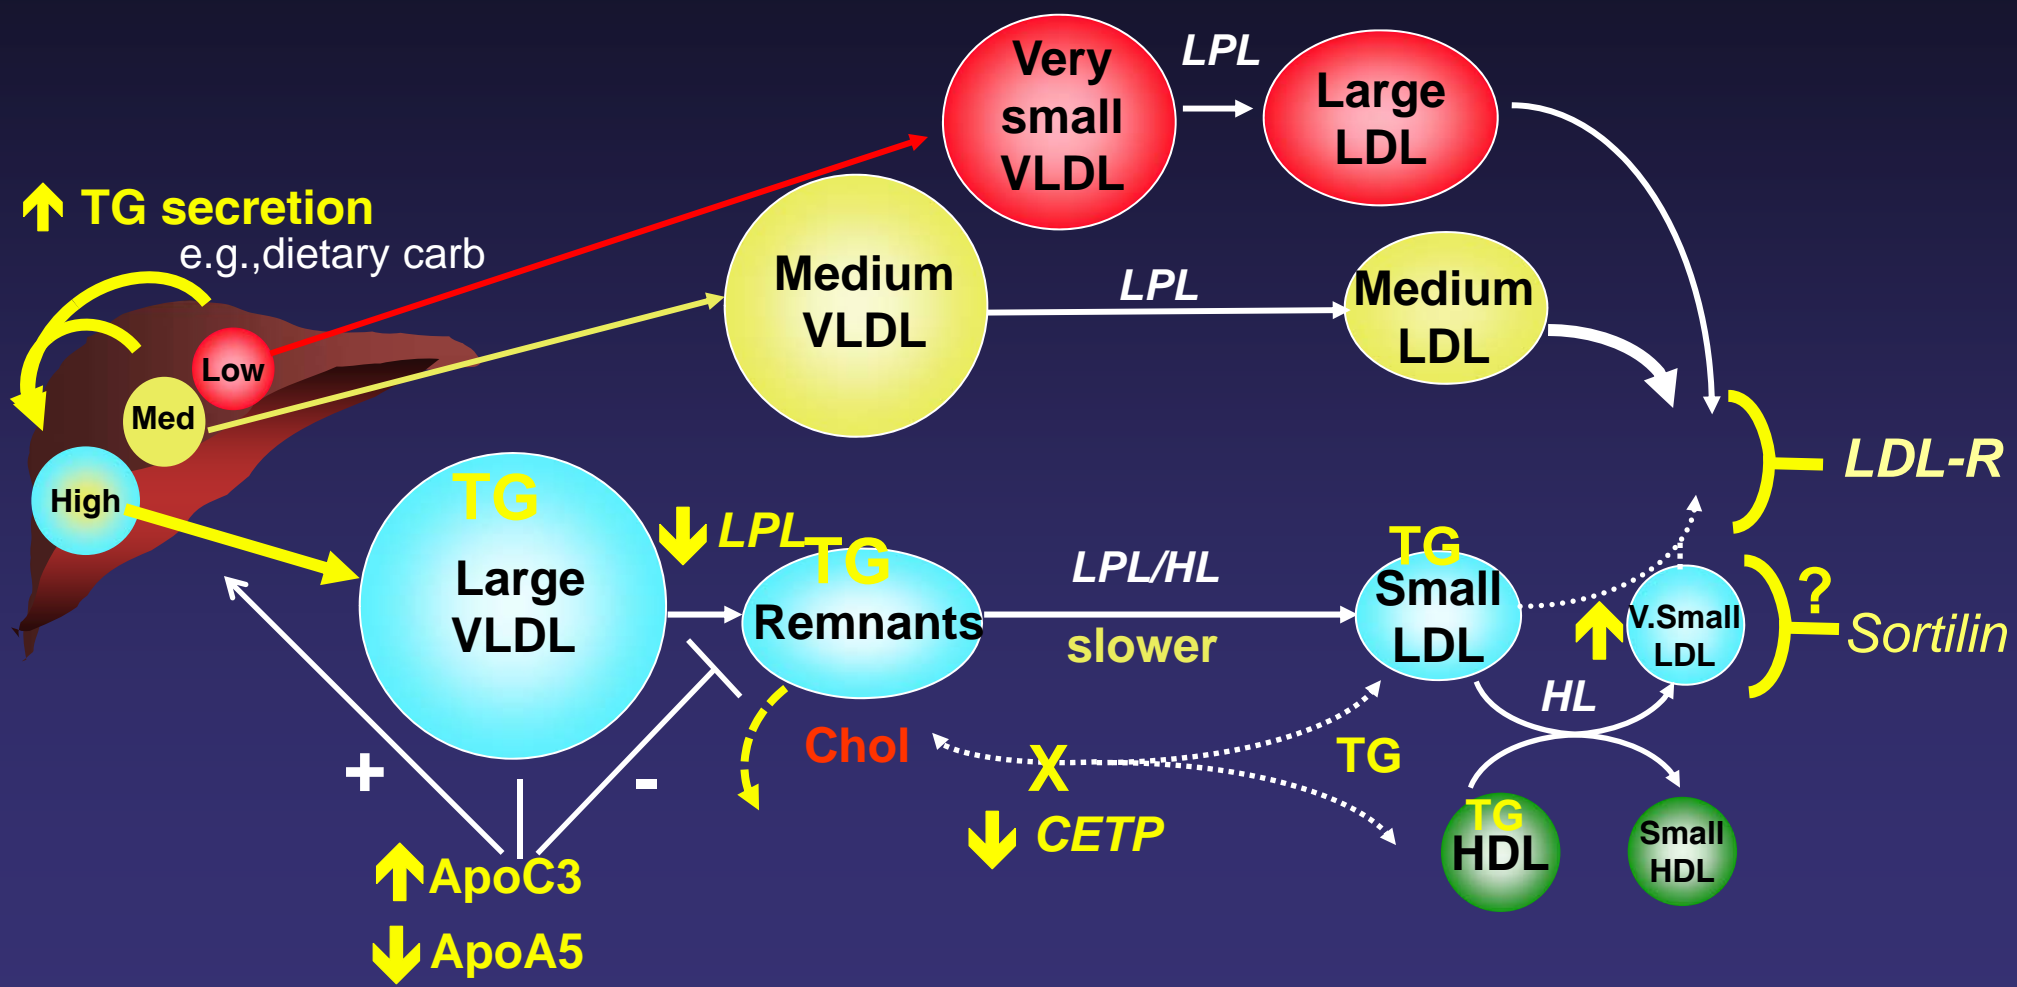 Very
small
VLDL
LPL
Large
LDL
TG secretion
e.g.,dietary carb
Medium
VLDL
LPL
Medium
LDL
Low
Med
High
LDL-R
TG
Large
VLDL
LPL
TG
Remnants
LPL/HL
slower
TG
Small
LDL
V.Small
LDL
?
Sortilin
HL
Chol
X
TG
CETP
+
-
TG
HDL
Small
HDL
ApoC3
ApoA5